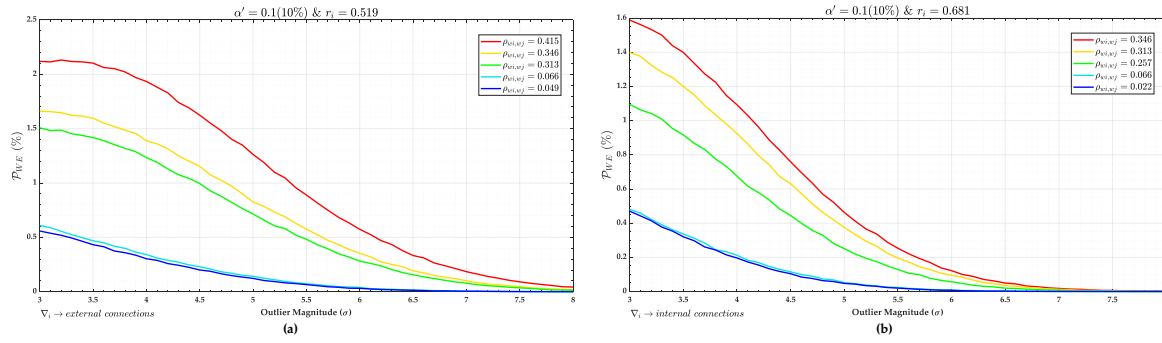 α′ = 0.1(10%) & r_i = 0.519
2.5
2
1.5
1
0.5
0
𝒫_WE (%)
ρ_wi,wj = 0.415
ρ_wi,wj = 0.346
ρ_wi,wj = 0.313
ρ_wi,wj = 0.066
ρ_wi,wj = 0.049
3 3.5 4 4.5 5 5.5 6 6.5 7 7.5 8
Outlier Magnitude (σ)
∇_i → external connections
(a)
α′ = 0.1(10%) & r_i = 0.681
1.6
1.4
1.2
1
0.8
0.6
0.4
0.2
0
𝒫_WE (%)
ρ_wi,wj = 0.346
ρ_wi,wj = 0.313
ρ_wi,wj = 0.257
ρ_wi,wj = 0.066
ρ_wi,wj = 0.022
3 3.5 4 4.5 5 5.5 6 6.5 7 7.5
Outlier Magnitude (σ)
∇_i → internal connections
(b)